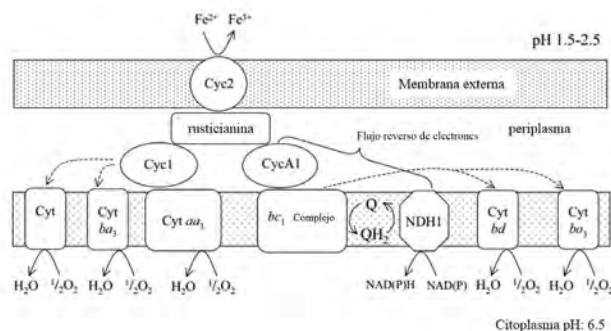 Fe²⁺ Fe³⁺
pH 1.5-2.5
Cyc2
Membrana externa
rusticianina
periplasma
Flujo reverso de electrones
Cyc1
CycA1
Cyt
Cyt ba₃
Cyt aa₃
bc₁ Complejo
Q
QH₂
NDH1
Cyt bd
Cyt ba₃
H₂O ½O₂ H₂O ½O₂ H₂O ½O₂ NAD(P)H NAD(P) H₂O ½O₂ H₂O ½O₂
Citoplasma pH: 6.5